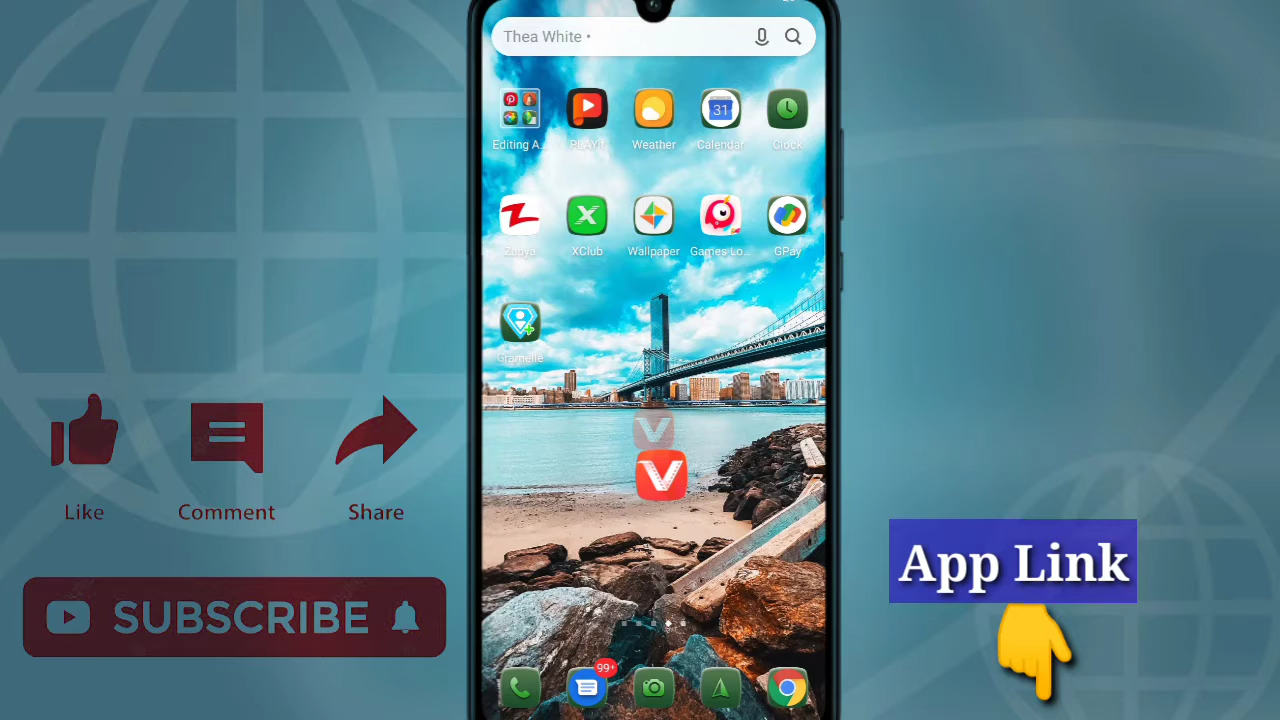 Thea White •
Editing A...
PLAYit
Weather
31
Calendar
Clock
Zapya
X
XClub
Wallpaper
Games Lo...
GPay
Gramelle
V
V
Like
Comment
Share
SUBSCRIBE
App Link
99+